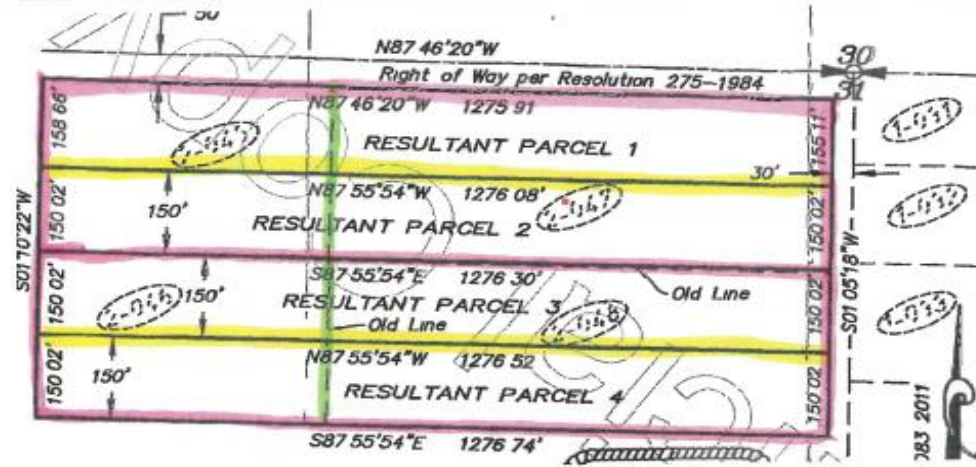 50'
N87 46'20"W
30
Right of Way per Resolution 275-1984
31
N87 46'20"W 1275 91
158 66'
RESULTANT PARCEL 1
155 11'
30'
N87 55'54"W 1276 08'
150'
RESULTANT PARCEL 2
150 02'
150 02'
S01 10'22"W
S87 55'54"E 1276 30'
Old Line
150'
RESULTANT PARCEL 3
150 02'
150 02'
S01 05'18"W
Old Line
N87 55'54"W 1276 52
150'
RESULTANT PARCEL 4
150 02'
150 02'
S87 55'54"E 1276 74'
083 2011